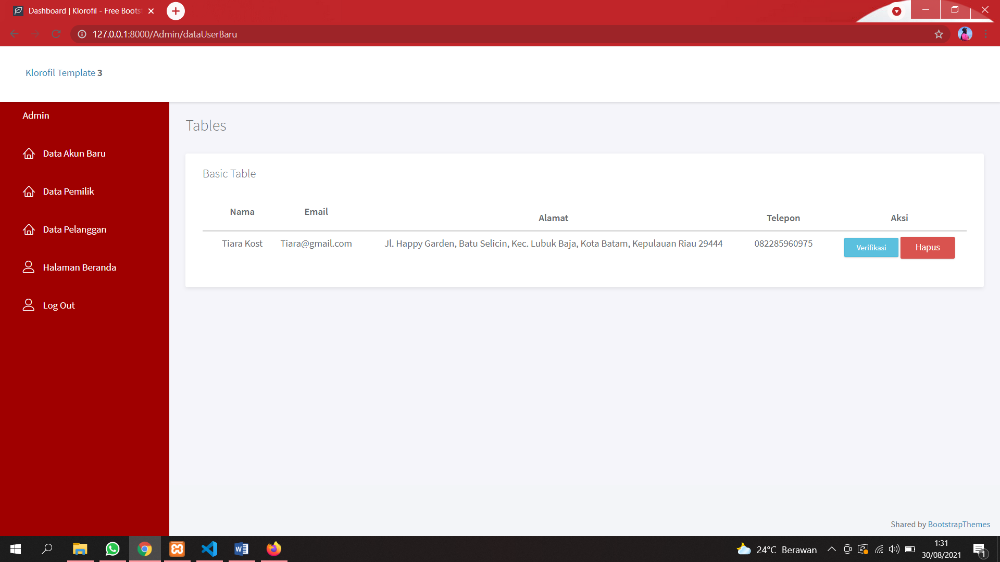 Dashboard | Klorofil - Free Boots
127.0.0.1:8000/Admin/dataUserBaru
Klorofil Template 3
Admin
Data Akun Baru
Data Pemilik
Data Pelanggan
Halaman Beranda
Log Out
Tables
Basic Table
Nama Email Alamat Telepon Aksi
Tiara Kost Tiara@gmail.com Jl. Happy Garden, Batu Selicin, Kec. Lubuk Baja, Kota Batam, Kepulauan Riau 29444 082285960975 Verifikasi Hapus
Shared by BootstrapThemes
24°C Berawan
1:31
30/08/2021
1